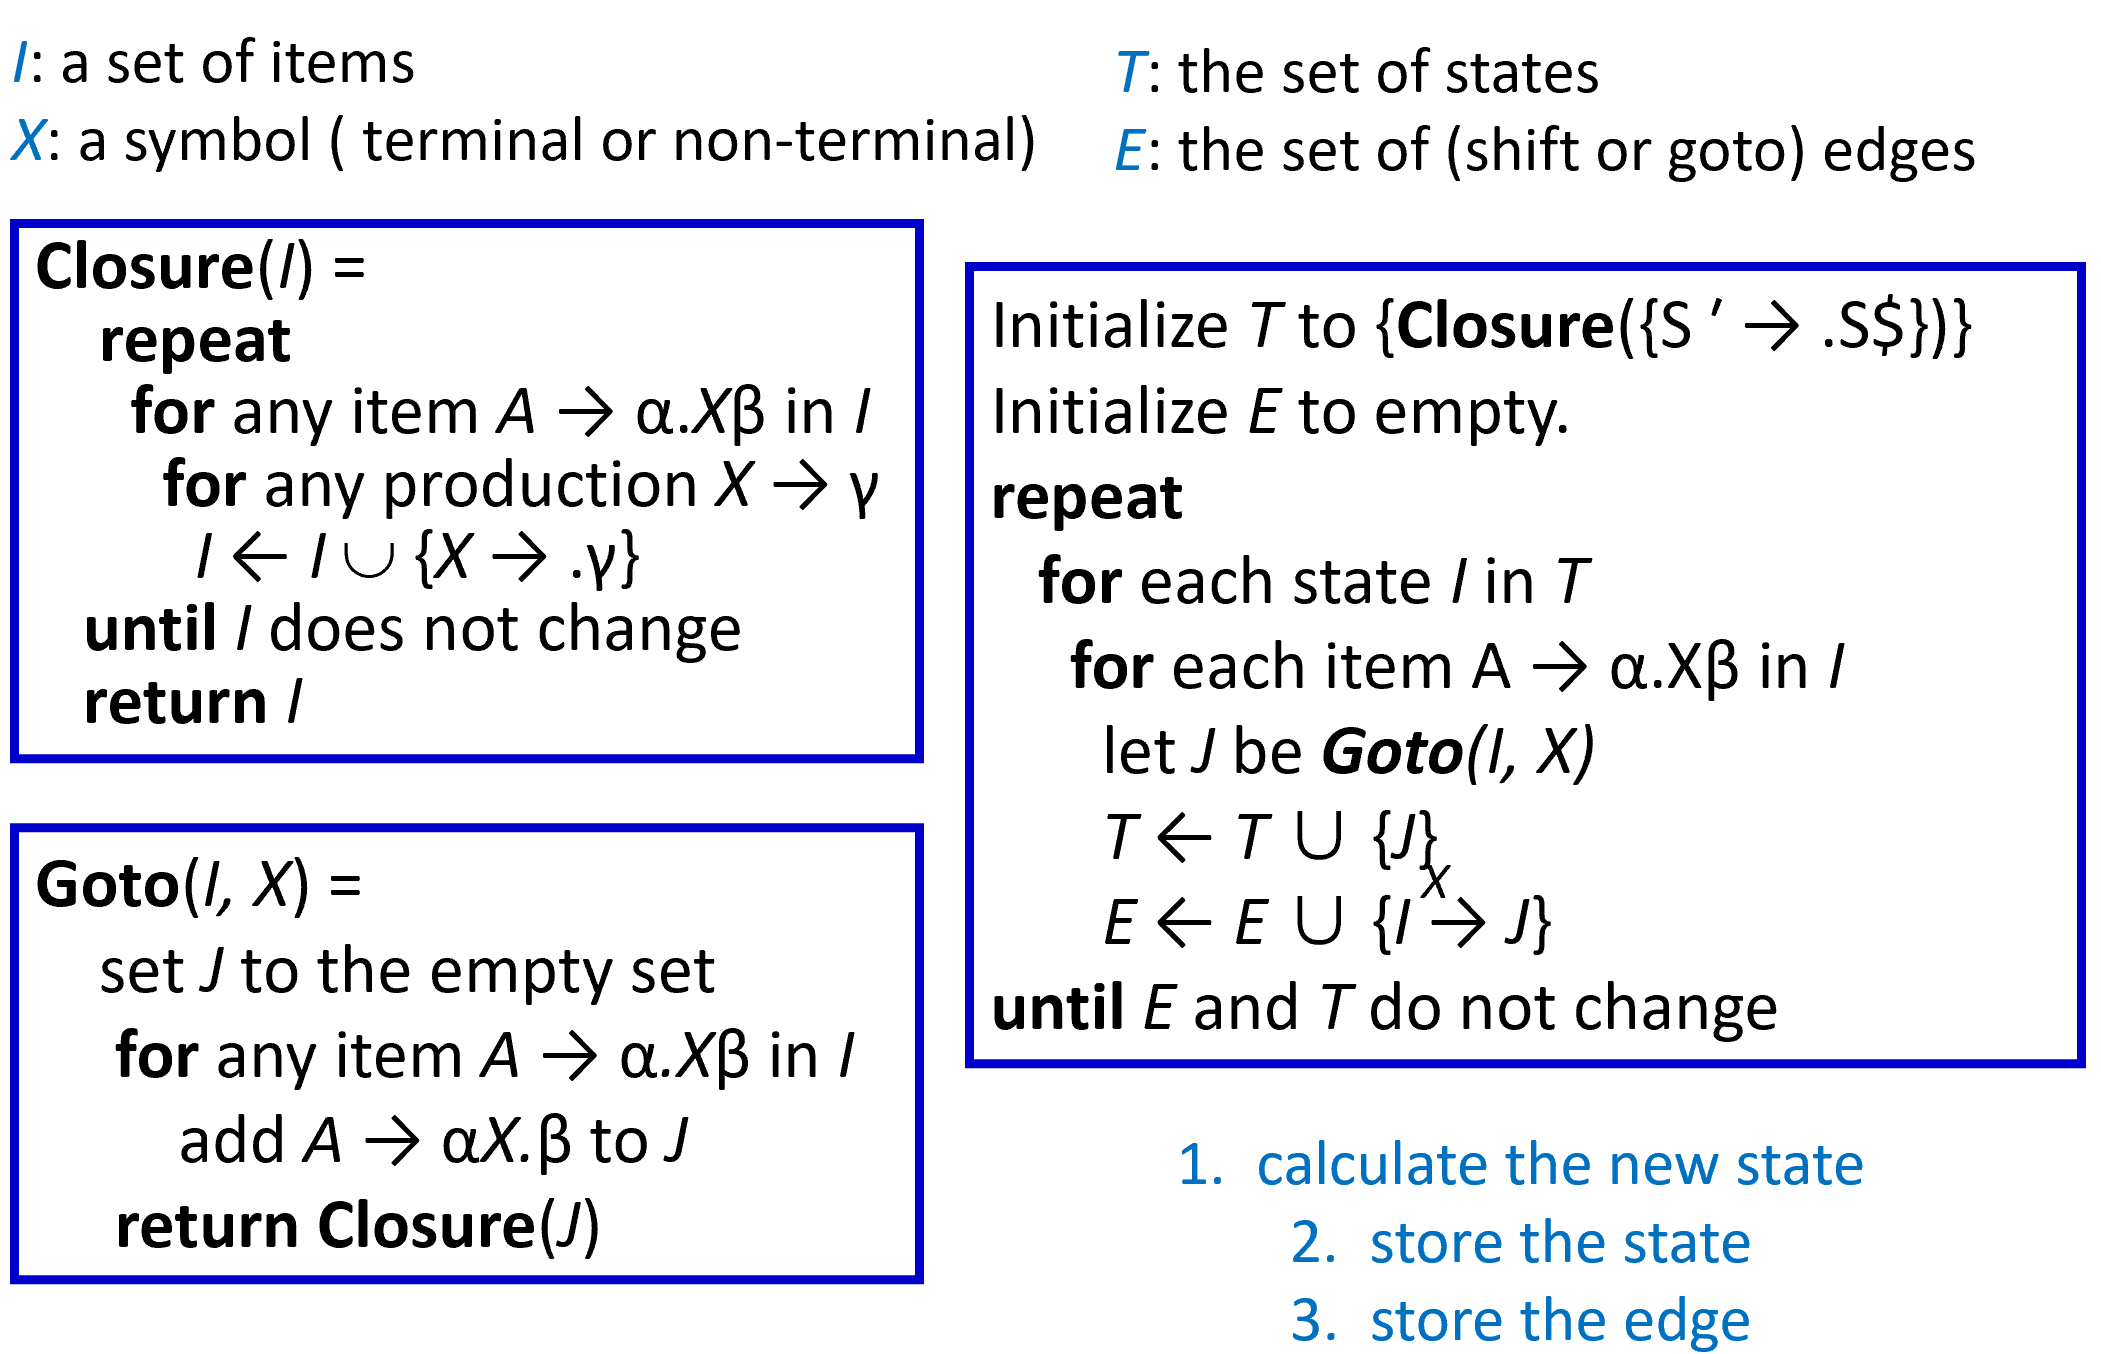 I: a set of items
X: a symbol ( terminal or non-terminal)
T: the set of states
E: the set of (shift or goto) edges
Closure(I) =
repeat
for any item A → α.Xβ in I
for any production X → γ
I ← I ∪ {X → .γ}
until I does not change
return I
Goto(I, X) =
set J to the empty set
for any item A → α.Xβ in I
add A → αX.β to J
return Closure(J)
Initialize T to {Closure({S ′ → .S$})}
Initialize E to empty.
repeat
for each state I in T
for each item A → α.Xβ in I
let J be Goto(I, X)
T ← T ∪ {J}
X
E ← E ∪ {I → J}
until E and T do not change
1. calculate the new state
2. store the state
3. store the edge